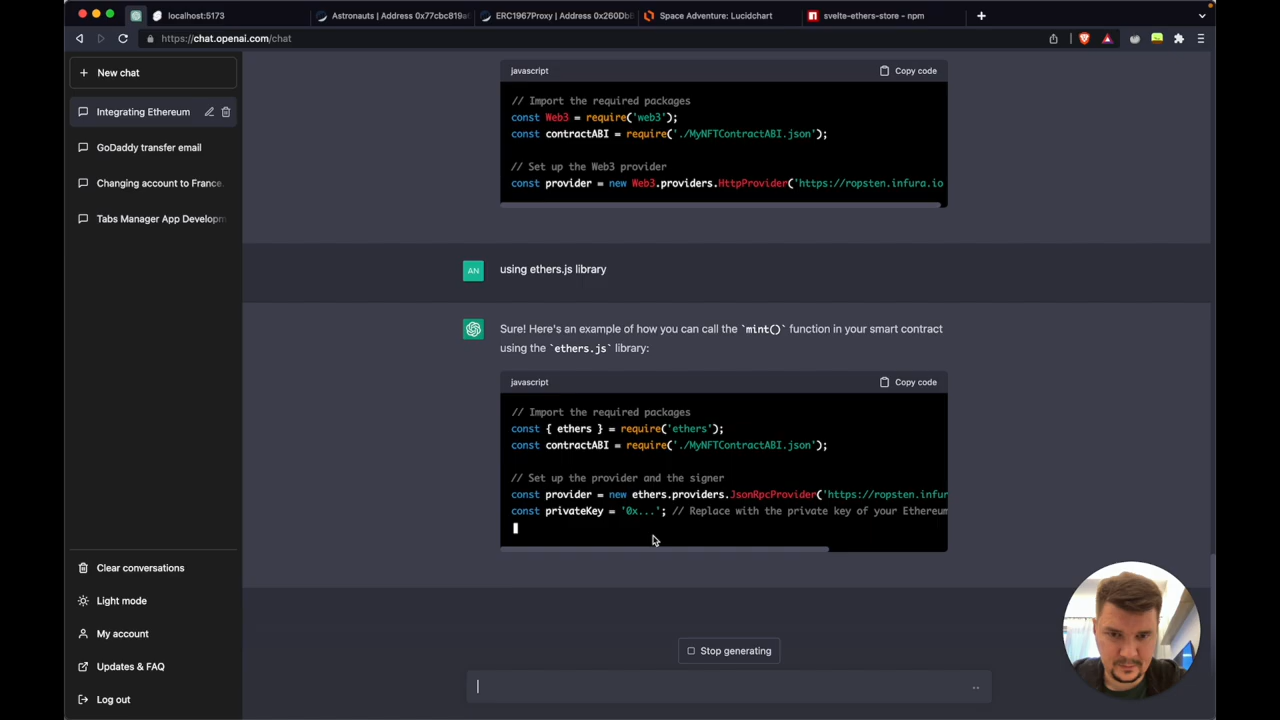 localhost:5173
Astronauts | Address 0x77cbc819a
ERC1967Proxy | Address 0x260DbE
Space Adventure: Lucidchart
svelte-ethers-store - npm
https://chat.openai.com/chat
New chat
Integrating Ethereum
GoDaddy transfer email
Changing account to France.
Tabs Manager App Developm
Clear conversations
Light mode
My account
Updates & FAQ
Log out
javascript
Copy code
// Import the required packages
const Web3 = require('web3');
const contractABI = require('./MyNFTContractABI.json');
// Set up the Web3 provider
const provider = new Web3.providers.HttpProvider('https://ropsten.infura.io
AN
using ethers.js library
Sure! Here's an example of how you can call the `mint()` function in your smart contract
using the `ethers.js` library:
javascript
Copy code
// Import the required packages
const { ethers } = require('ethers');
const contractABI = require('./MyNFTContractABI.json');
// Set up the provider and the signer
const provider = new ethers.providers.JsonRpcProvider('https://ropsten.infur
const privateKey = '0x...'; // Replace with the private key of your Ethereum
Stop generating